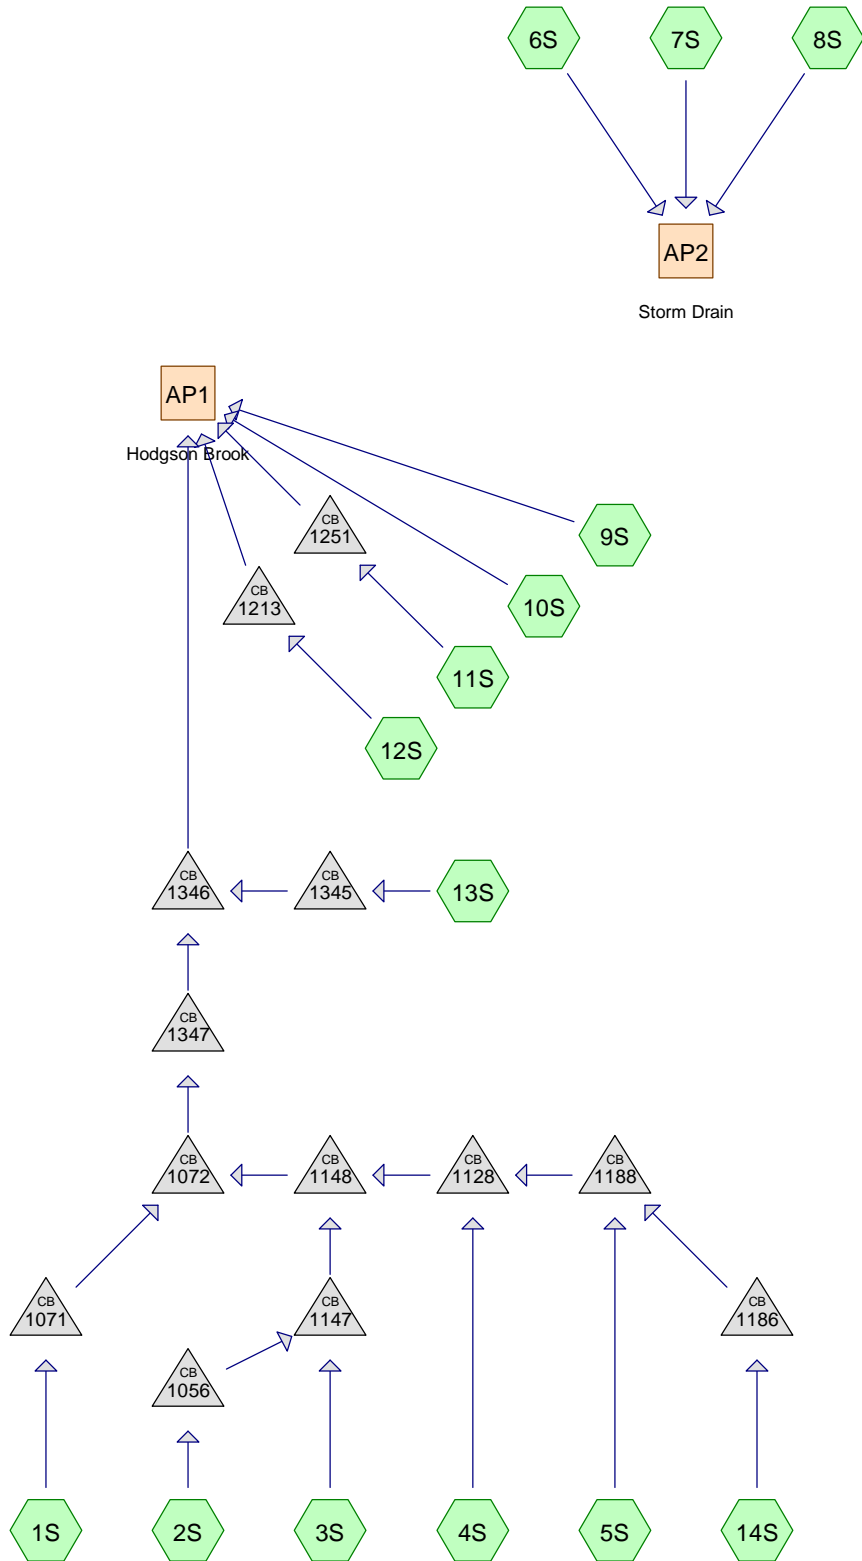 6S
7S
8S
AP2
Storm Drain
AP1
Hodgson Brook
CB
1251
9S
CB
1213
10S
11S
12S
CB
1346
CB
1345
13S
CB
1347
CB
1072
CB
1148
CB
1128
CB
1188
CB
1071
CB
1147
CB
1186
CB
1056
1S
2S
3S
4S
5S
14S